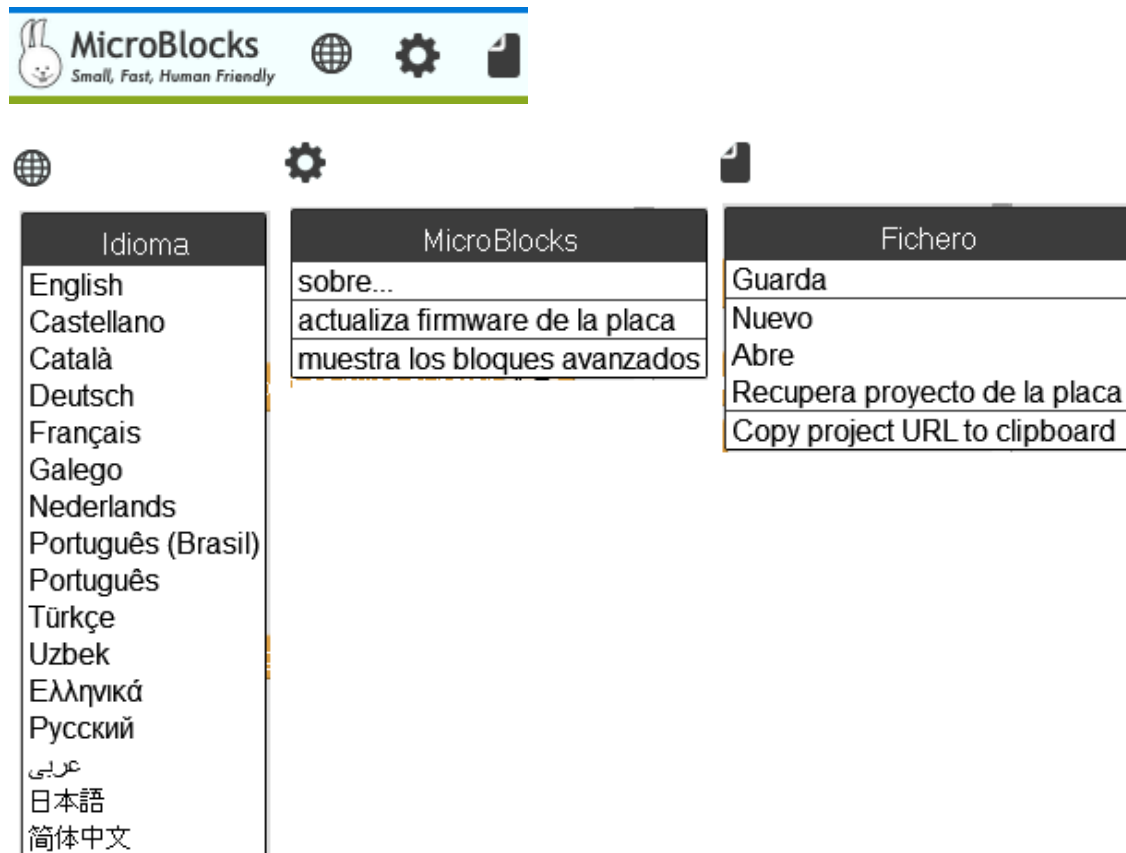 MicroBlocks
Small, Fast, Human Friendly
Idioma
English
Castellano
Català
Deutsch
Français
Galego
Nederlands
Português (Brasil)
Português
Türkçe
Uzbek
Ελληνικά
Русский
عربى
日本語
简体中文
MicroBlocks
sobre...
actualiza firmware de la placa
muestra los bloques avanzados
Fichero
Guarda
Nuevo
Abre
Recupera proyecto de la placa
Copy project URL to clipboard